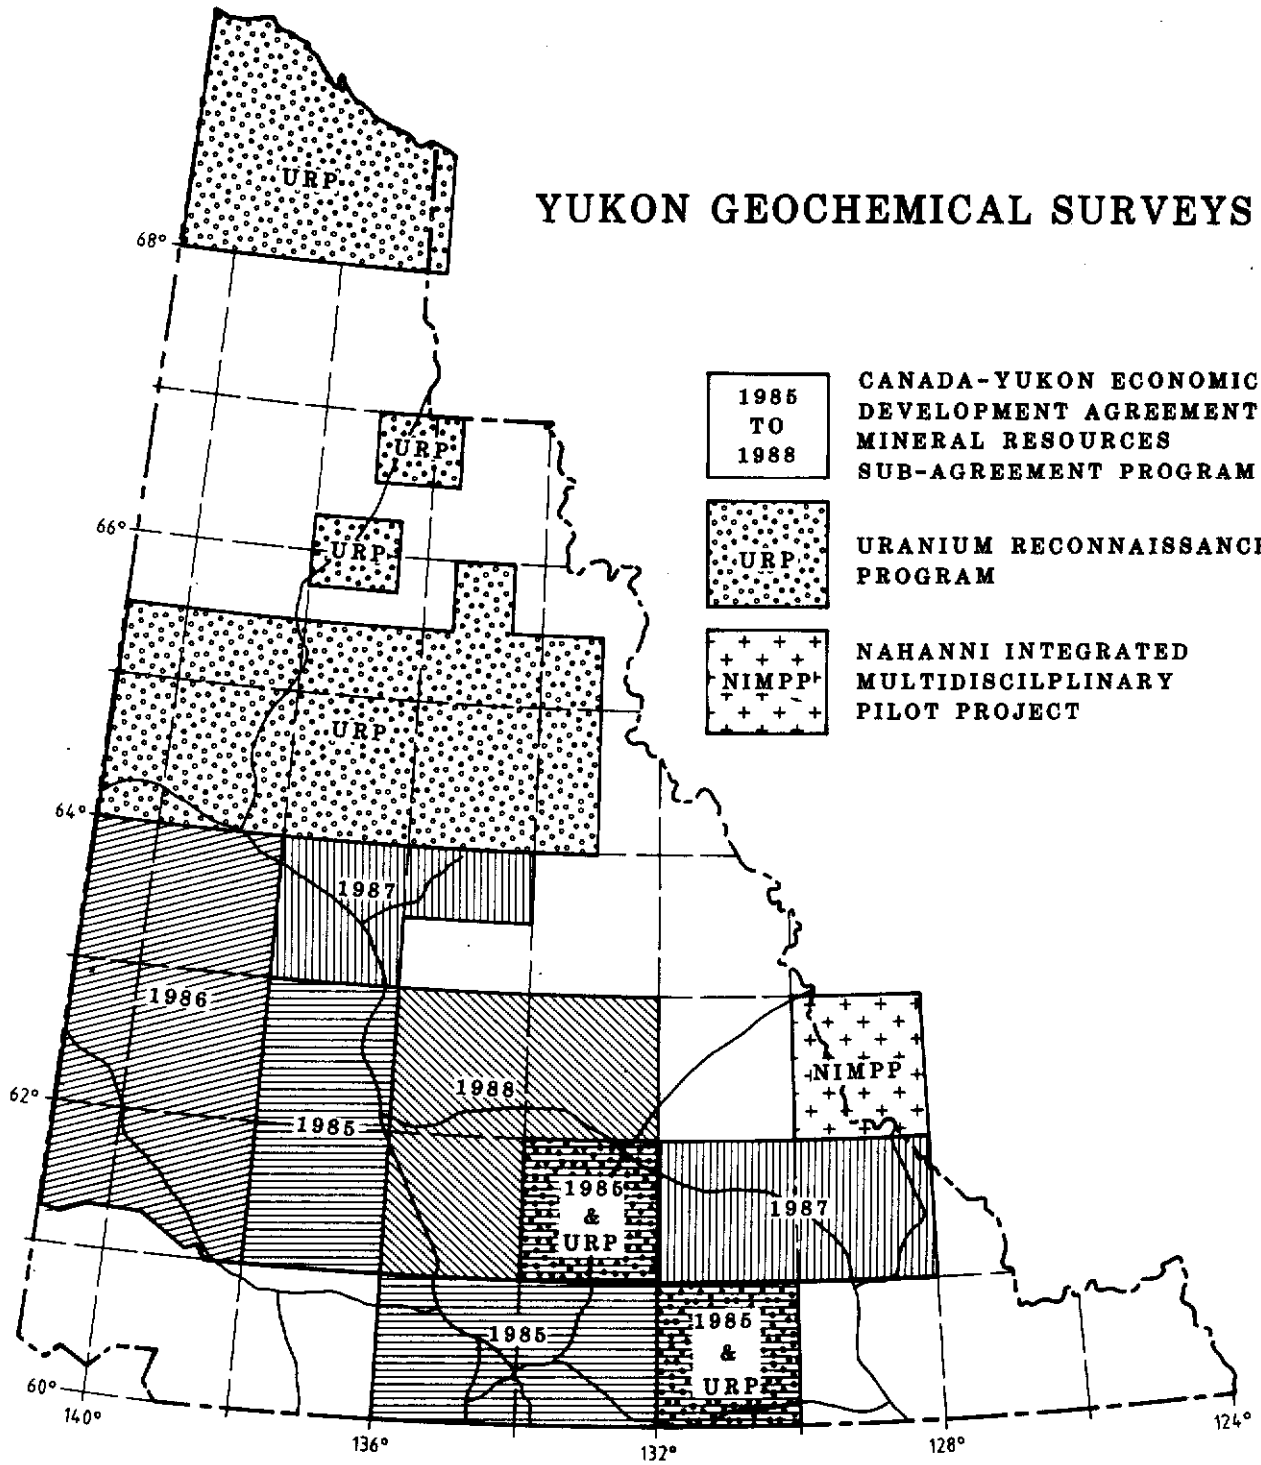 YUKON GEOCHEMICAL SURVEYS
URP
68°
1985
TO
1988
CANADA-YUKON ECONOMIC
DEVELOPMENT AGREEMENT
MINERAL RESOURCES
SUB-AGREEMENT PROGRAM
URP
URP
URANIUM RECONNAISSANCE
PROGRAM
66°
URP
NIMPP
NAHANNI INTEGRATED
MULTIDISCILPLINARY
PILOT PROJECT
URP
64°
1987
1986
NIMPP
1988
62°
1985
1985
&
URP
1987
1985
1985
&
URP
60°
140°
136°
132°
128°
124°